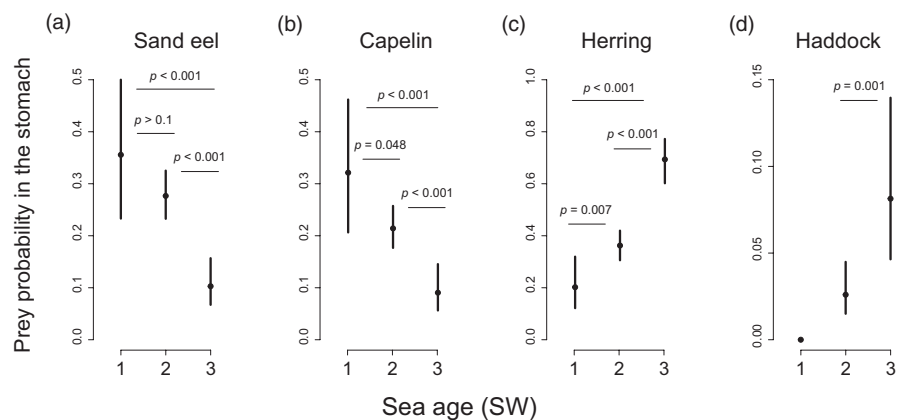 (a) Sand eel
(b) Capelin
(c) Herring
(d) Haddock
Prey probability in the stomach
0.5
0.4
0.3
0.2
0.1
0.0
p < 0.001
p > 0.1
p < 0.001
1 2 3
0.5
0.4
0.3
0.2
0.1
0.0
p < 0.001
p = 0.048
p < 0.001
1 2 3
1.0
0.8
0.6
0.4
0.2
0.0
p < 0.001
p < 0.001
p = 0.007
1 2 3
0.15
0.10
0.05
0.00
p = 0.001
1 2 3
Sea age (SW)